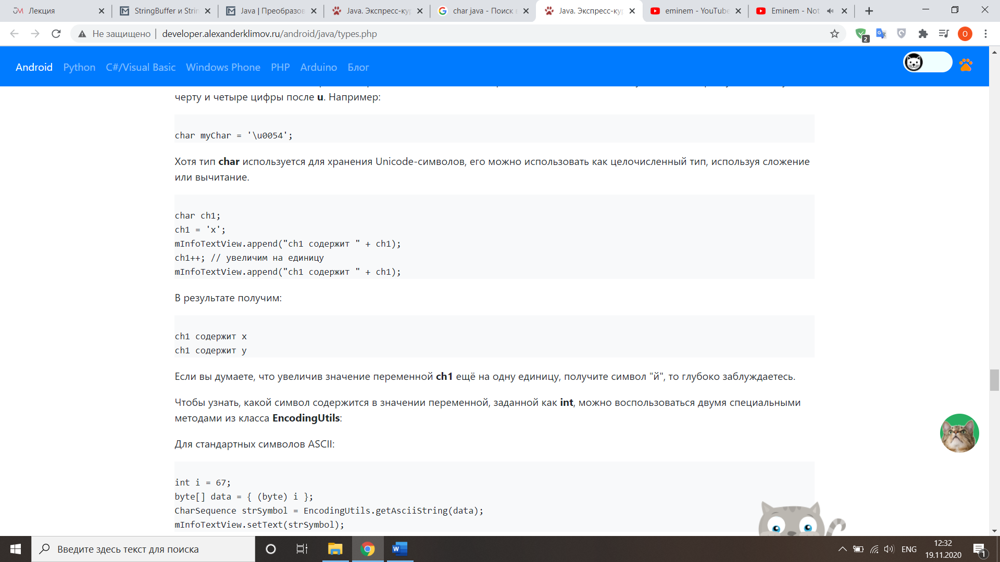 Лекция
StringBuffer и Strin
Java | Преобразов
Java. Экспресс-кур
char java - Поиск в
Java. Экспресс-кур
eminem - YouTube
Eminem - Not
Не защищено
developer.alexanderklimov.ru/android/java/types.php
2
O
Android Python C#/Visual Basic Windows Phone PHP Arduino Блог
черту и четыре цифры после u. Например:
char myChar = '\u0054';
Хотя тип char используется для хранения Unicode-символов, его можно использовать как целочисленный тип, используя сложение
или вычитание.
char ch1;
ch1 = 'x';
mInfoTextView.append("ch1 содержит " + ch1);
ch1++; // увеличим на единицу
mInfoTextView.append("ch1 содержит " + ch1);
В результате получим:
ch1 содержит x
ch1 содержит y
Если вы думаете, что увеличив значение переменной ch1 ещё на одну единицу, получите символ "й", то глубоко заблуждаетесь.
Чтобы узнать, какой символ содержится в значении переменной, заданной как int, можно воспользоваться двумя специальными
методами из класса EncodingUtils:
Для стандартных символов ASCII:
int i = 67;
byte[] data = { (byte) i };
CharSequence strSymbol = EncodingUtils.getAsciiString(data);
mInfoTextView.setText(strSymbol);
Введите здесь текст для поиска
ENG
12:32
19.11.2020
1